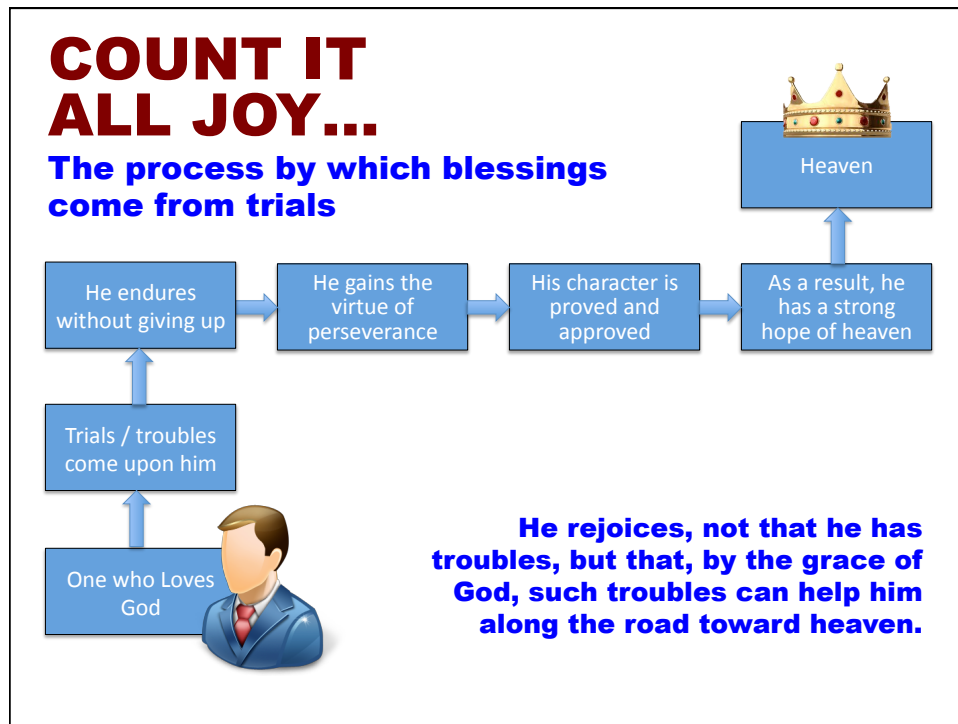 COUNT IT
ALL JOY...
The process by which blessings
come from trials
One who Loves
God
Trials / troubles
come upon him
He endures
without giving up
He gains the
virtue of
perseverance
His character is
proved and
approved
As a result, he
has a strong
hope of heaven
Heaven
He rejoices, not that he has
troubles, but that, by the grace of
God, such troubles can help him
along the road toward heaven.